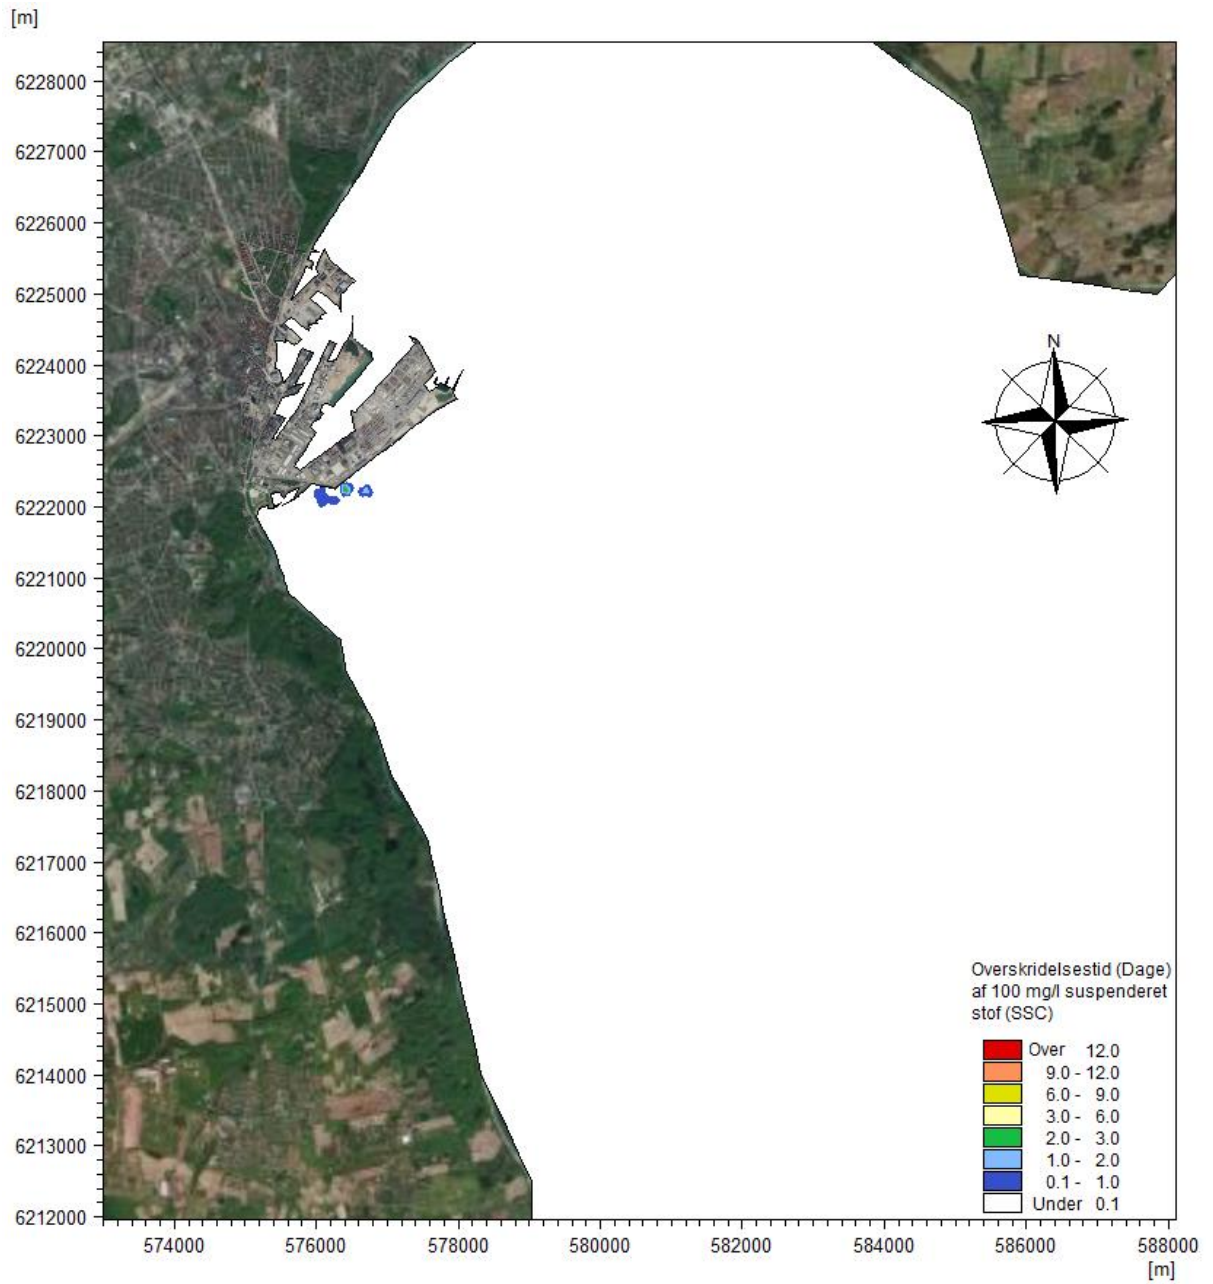 [m]
6228000
6227000
6226000
6225000
6224000
6223000
6222000
6221000
6220000
6219000
6218000
6217000
6216000
6215000
6214000
6213000
6212000
N
Overskridelsestid (Dage)
af 100 mg/l suspenderet
stof (SSC)
Over 12.0
9.0 - 12.0
6.0 - 9.0
3.0 - 6.0
2.0 - 3.0
1.0 - 2.0
0.1 - 1.0
Under 0.1
574000 576000 578000 580000 582000 584000 586000 588000
[m]